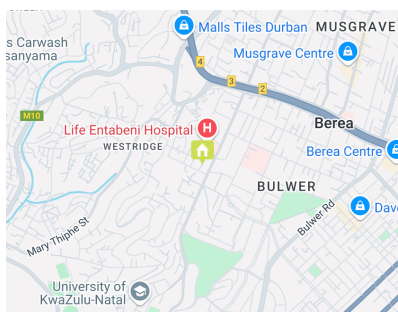 Malls Tiles Durban
MUSGRAVE
s Carwash
sanyama
Musgrave Centre
4
3
2
M10
Life Entabeni Hospital
H
Berea
WESTRIDGE
Berea Centre
BULWER
Dav
Bulwer Rd
Mary Thiphe St
University of
KwaZulu-Natal